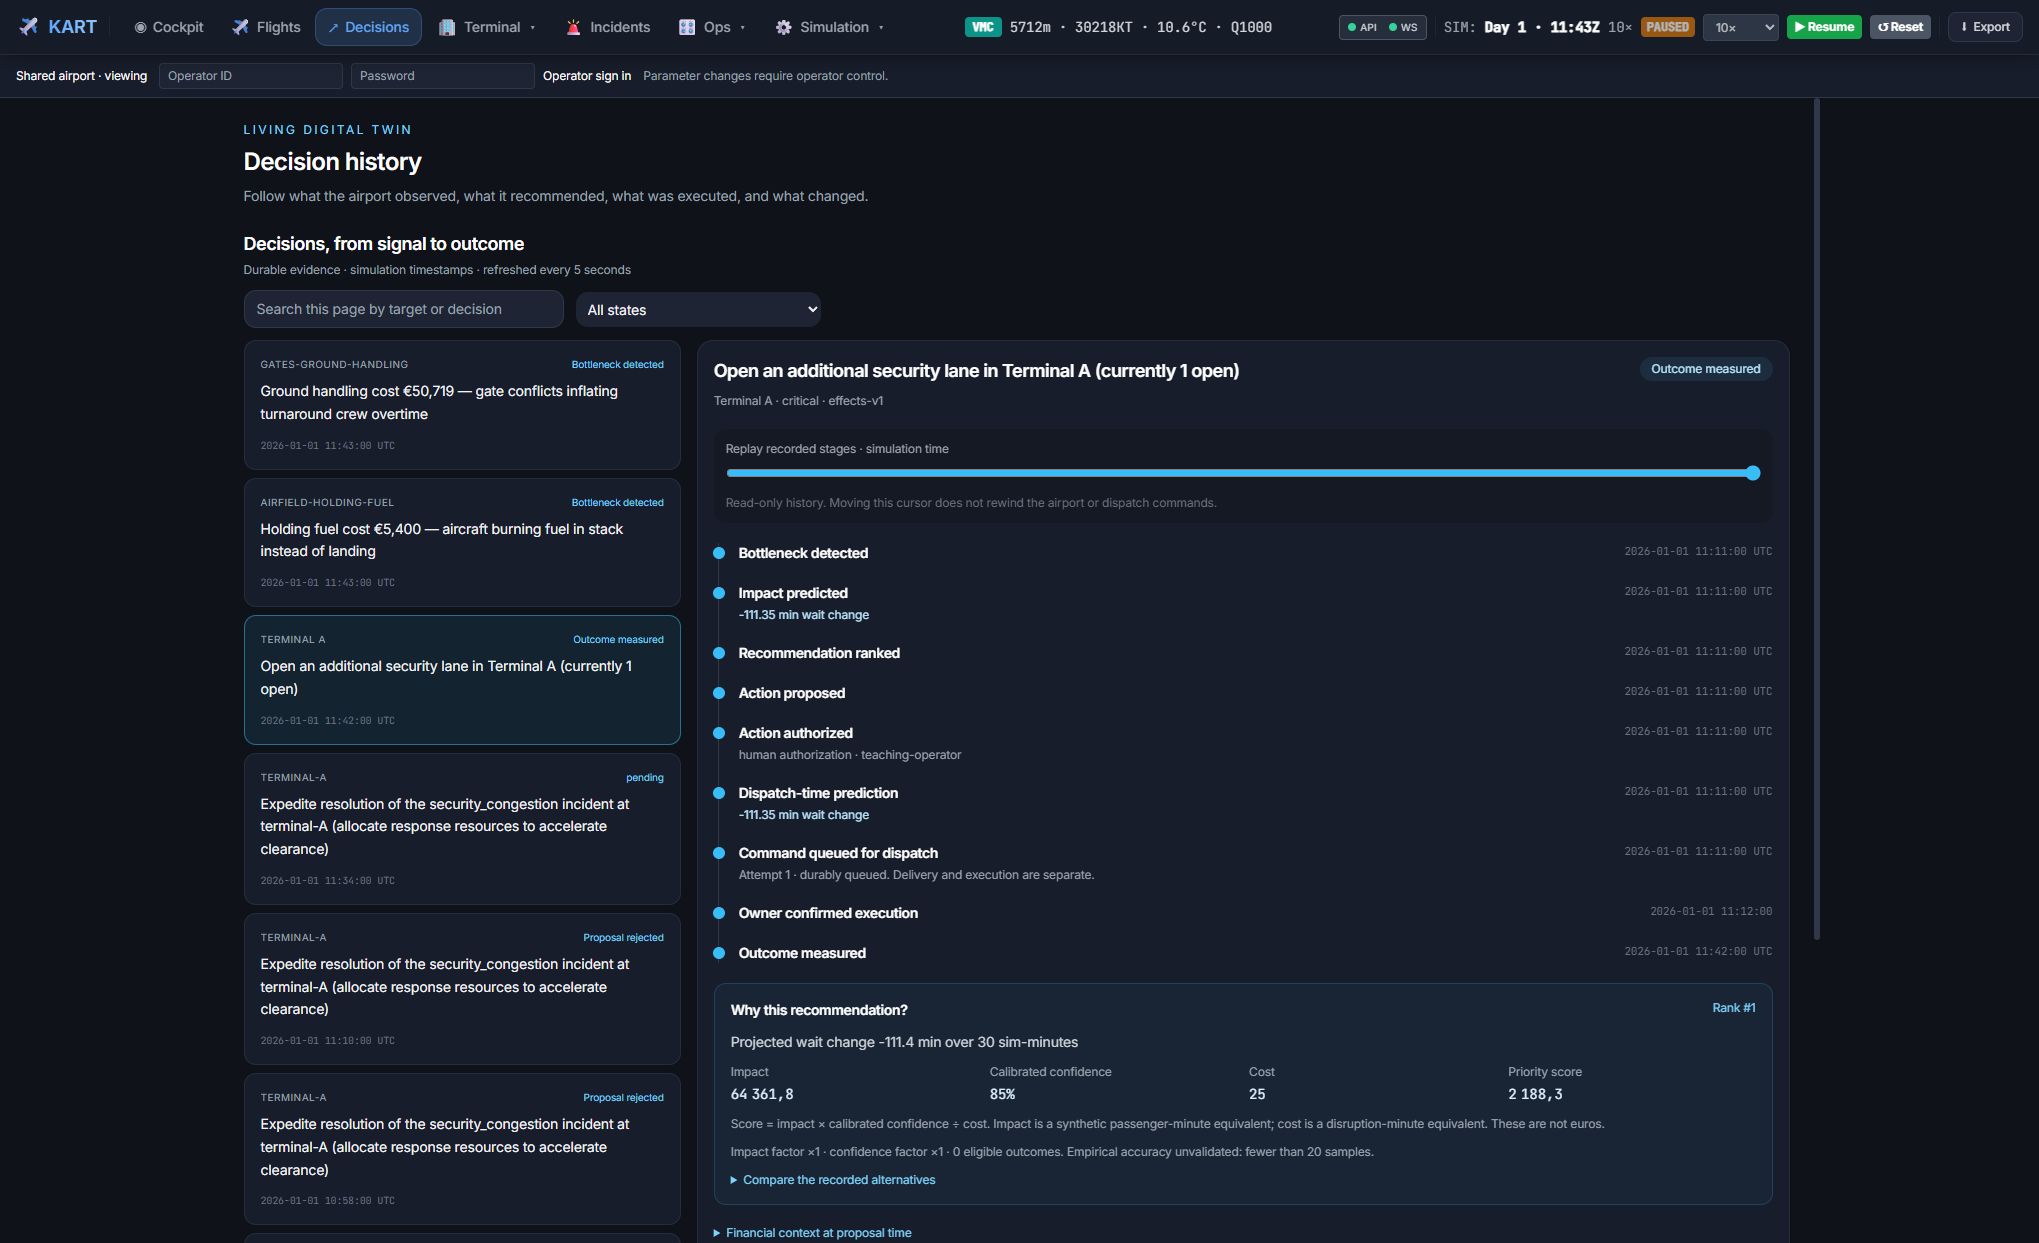 KART
Cockpit
Flights
Decisions
Terminal
Incidents
Ops
Simulation
VMC 5712m · 30218KT · 10.6°C · Q1000
API WS
SIM: Day 1 · 11:43Z 10× PAUSED
10×
Resume
Reset
Export
Shared airport · viewing
Operator ID
Password
Operator sign in
Parameter changes require operator control.
LIVING DIGITAL TWIN
Decision history
Follow what the airport observed, what it recommended, what was executed, and what changed.
Decisions, from signal to outcome
Durable evidence · simulation timestamps · refreshed every 5 seconds
Search this page by target or decision
All states
GATES-GROUND-HANDLING
Bottleneck detected
Ground handling cost €50,719 — gate conflicts inflating
turnaround crew overtime
2026-01-01 11:43:00 UTC
AIRFIELD-HOLDING-FUEL
Bottleneck detected
Holding fuel cost €5,400 — aircraft burning fuel in stack
instead of landing
2026-01-01 11:43:00 UTC
TERMINAL A
Outcome measured
Open an additional security lane in Terminal A (currently 1
open)
2026-01-01 11:42:00 UTC
TERMINAL-A
pending
Expedite resolution of the security_congestion incident at
terminal-A (allocate response resources to accelerate
clearance)
2026-01-01 11:34:00 UTC
TERMINAL-A
Proposal rejected
Expedite resolution of the security_congestion incident at
terminal-A (allocate response resources to accelerate
clearance)
2026-01-01 11:10:00 UTC
TERMINAL-A
Proposal rejected
Expedite resolution of the security_congestion incident at
terminal-A (allocate response resources to accelerate
clearance)
2026-01-01 10:58:00 UTC
Open an additional security lane in Terminal A (currently 1 open)
Outcome measured
Terminal A · critical · effects-v1
Replay recorded stages · simulation time
Read-only history. Moving this cursor does not rewind the airport or dispatch commands.
Bottleneck detected
2026-01-01 11:11:00 UTC
Impact predicted
2026-01-01 11:11:00 UTC
-111.35 min wait change
Recommendation ranked
2026-01-01 11:11:00 UTC
Action proposed
2026-01-01 11:11:00 UTC
Action authorized
2026-01-01 11:11:00 UTC
human authorization · teaching-operator
Dispatch-time prediction
2026-01-01 11:11:00 UTC
-111.35 min wait change
Command queued for dispatch
2026-01-01 11:11:00 UTC
Attempt 1 · durably queued. Delivery and execution are separate.
Owner confirmed execution
2026-01-01 11:12:00
Outcome measured
2026-01-01 11:42:00 UTC
Why this recommendation?
Rank #1
Projected wait change -111.4 min over 30 sim-minutes
Impact
Calibrated confidence
Cost
Priority score
64 361,8
85%
25
2 188,3
Score = impact × calibrated confidence ÷ cost. Impact is a synthetic passenger-minute equivalent; cost is a disruption-minute equivalent. These are not euros.
Impact factor ×1 · confidence factor ×1 · 0 eligible outcomes. Empirical accuracy unvalidated: fewer than 20 samples.
Compare the recorded alternatives
Financial context at proposal time